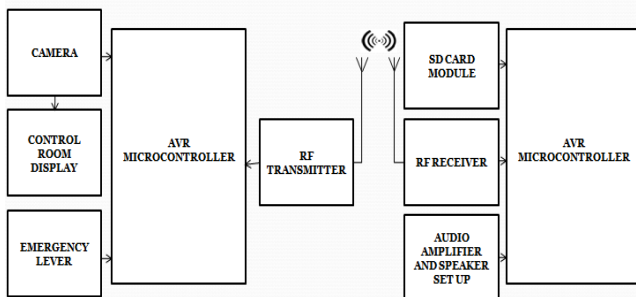 CAMERA
CONTROL
ROOM
DISPLAY
EMERGENCY
LEVER
AVR
MICROCONTROLLER
RF
TRANSMITTER
SD CARD
MODULE
RF RECEIVER
AUDIO
AMPLIFIER
AND SPEAKER
SET UP
AVR
MICROCONTROLLER